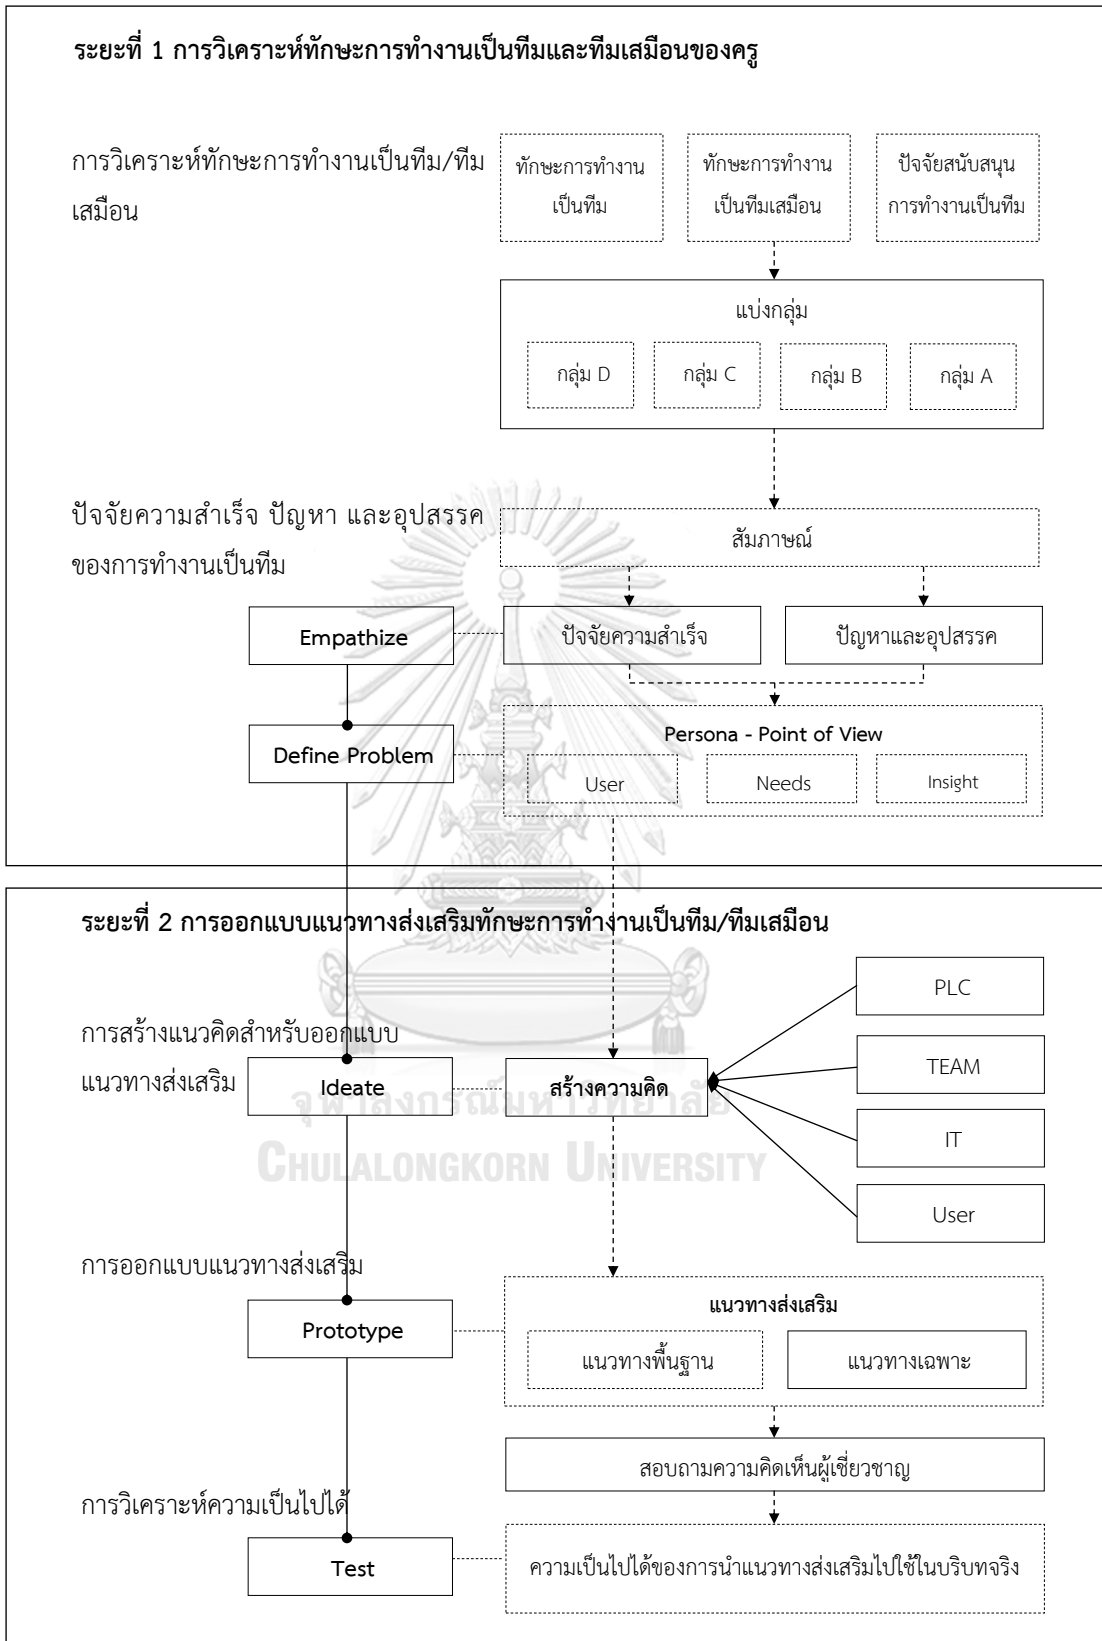 ระยะที่ 1 การวิเคราะห์ทักษะการทำงานเป็นทีมและทีมเสมือนของครู
การวิเคราะห์ทักษะการทำงานเป็นทีม/ทีม
เสมือน
ทักษะการทำงาน
เป็นทีม
ทักษะการทำงาน
เป็นทีมเสมือน
ปัจจัยสนับสนุน
การทำงานเป็นทีม
แบ่งกลุ่ม
กลุ่ม D
กลุ่ม C
กลุ่ม B
กลุ่ม A
ปัจจัยความสำเร็จ ปัญหา และอุปสรรค
ของการทำงานเป็นทีม
สัมภาษณ์
Empathize
ปัจจัยความสำเร็จ
ปัญหาและอุปสรรค
Define Problem
Persona - Point of View
User
Needs
Insight
ระยะที่ 2 การออกแบบแนวทางส่งเสริมทักษะการทำงานเป็นทีม/ทีมเสมือน
PLC
การสร้างแนวคิดสำหรับออกแบบ
แนวทางส่งเสริม
TEAM
Ideate
สร้างความคิด
IT
จุฬาลงกรณ์มหาวิทยาลัย
CHULALONGKORN UNIVERSITY
User
การออกแบบแนวทางส่งเสริม
แนวทางส่งเสริม
Prototype
แนวทางพื้นฐาน
แนวทางเฉพาะ
สอบถามความคิดเห็นผู้เชี่ยวชาญ
การวิเคราะห์ความเป็นไปได้
Test
ความเป็นไปได้ของการนำแนวทางส่งเสริมไปใช้ในบริบทจริง